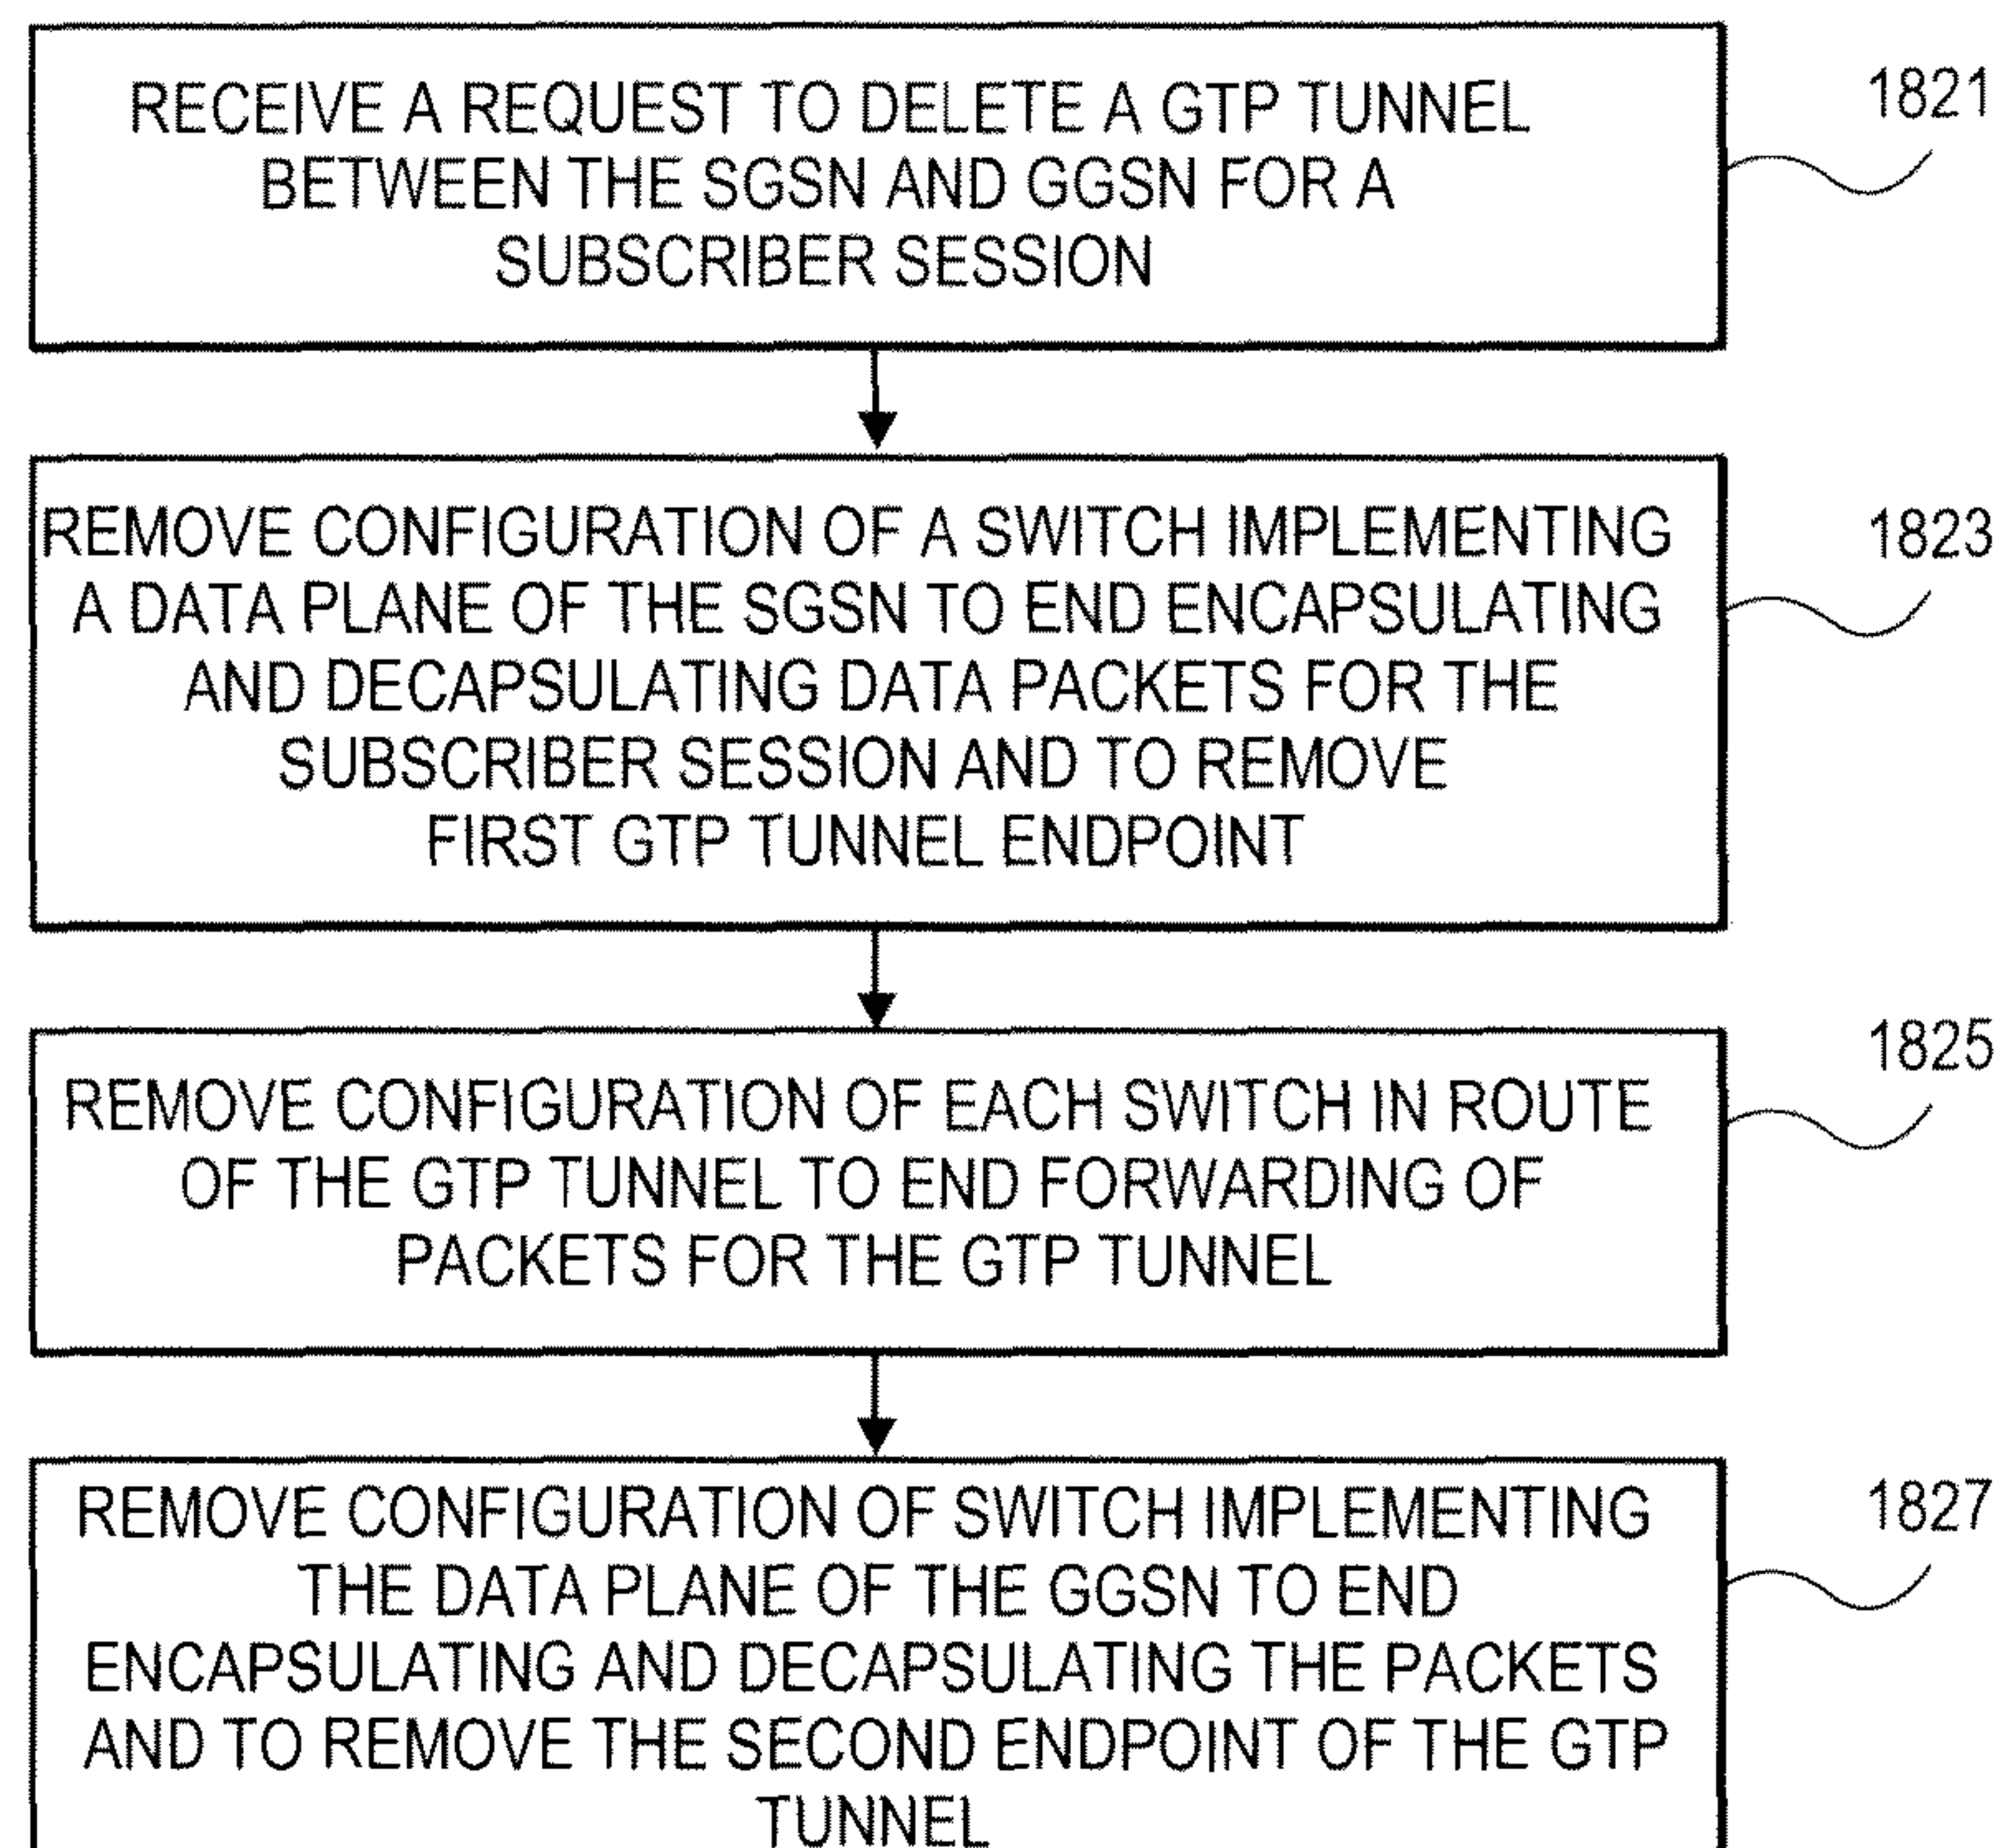 RECEIVE A REQUEST TO DELETE A GTP TUNNEL
BETWEEN THE SGSN AND GGSN FOR A
SUBSCRIBER SESSION
1821
REMOVE CONFIGURATION OF A SWITCH IMPLEMENTING
A DATA PLANE OF THE SGSN TO END ENCAPSULATING
AND DECAPSULATING DATA PACKETS FOR THE
SUBSCRIBER SESSION AND TO REMOVE
FIRST GTP TUNNEL ENDPOINT
1823
REMOVE CONFIGURATION OF EACH SWITCH IN ROUTE
OF THE GTP TUNNEL TO END FORWARDING OF
PACKETS FOR THE GTP TUNNEL
1825
REMOVE CONFIGURATION OF SWITCH IMPLEMENTING
THE DATA PLANE OF THE GGSN TO END
ENCAPSULATING AND DECAPSULATING THE PACKETS
AND TO REMOVE THE SECOND ENDPOINT OF THE GTP
TUNNEL
1827